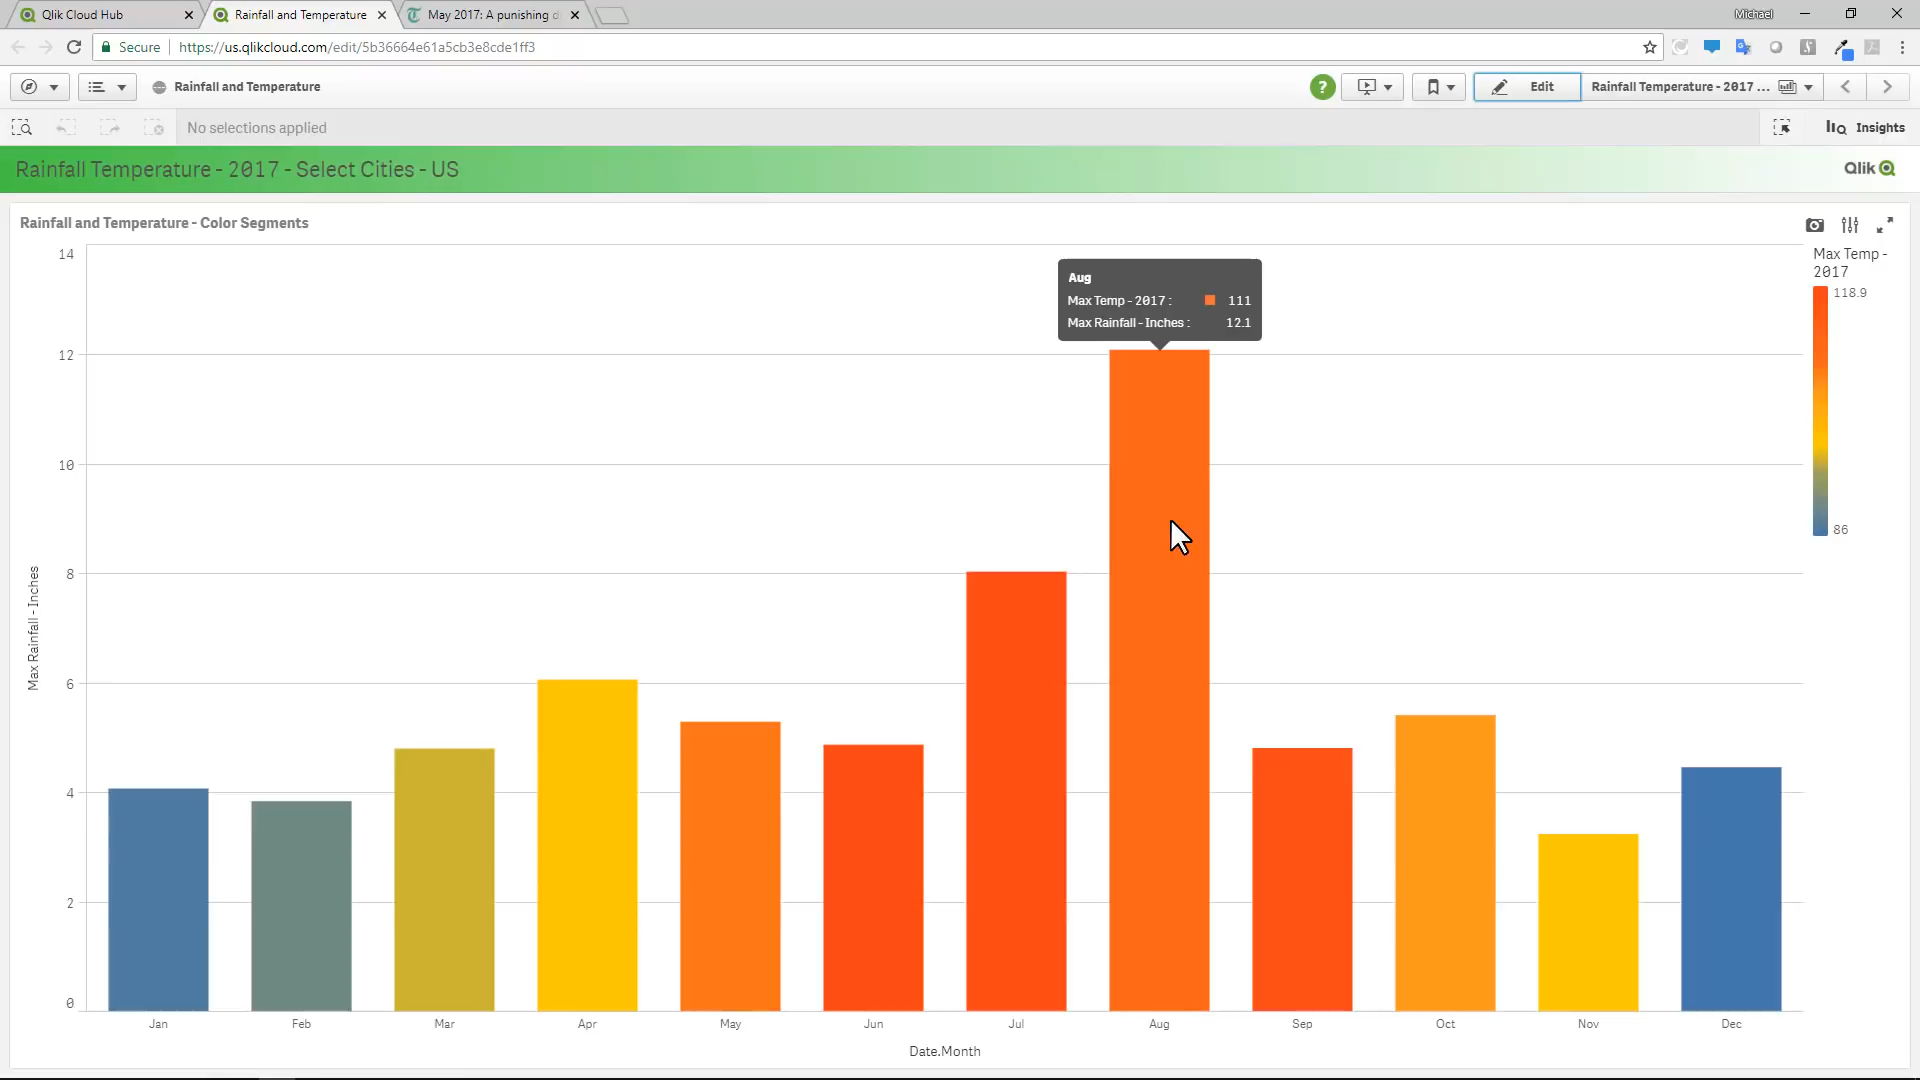 Qlik Cloud Hub
Rainfall and Temperature
May 2017: A punishing
Michael
Secure
https://us.qlikcloud.com/edit/5b36664e61a5cb3e8cde1ff3
Rainfall and Temperature
?
Edit
Rainfall Temperature - 2017 ...
No selections applied
Insights
Rainfall Temperature - 2017 - Select Cities - US
Qlik
Rainfall and Temperature - Color Segments
Max Temp -
2017
118.9
86
Aug
Max Temp - 2017 : 111
Max Rainfall - Inches : 12.1
14
12
10
8
6
4
2
0
Max Rainfall - Inches
Jan Feb Mar Apr May Jun Jul Aug Sep Oct Nov Dec
Date.Month